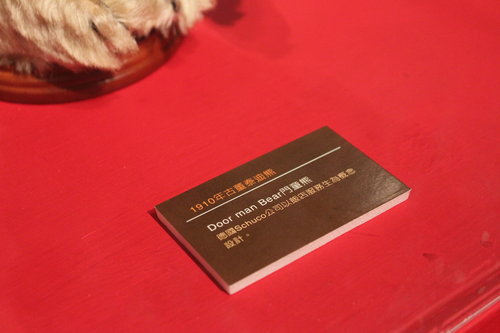 1910年古董泰迪熊
Door man Bear門童熊
德國Schuco公司以飯店服務生為概念
設計。